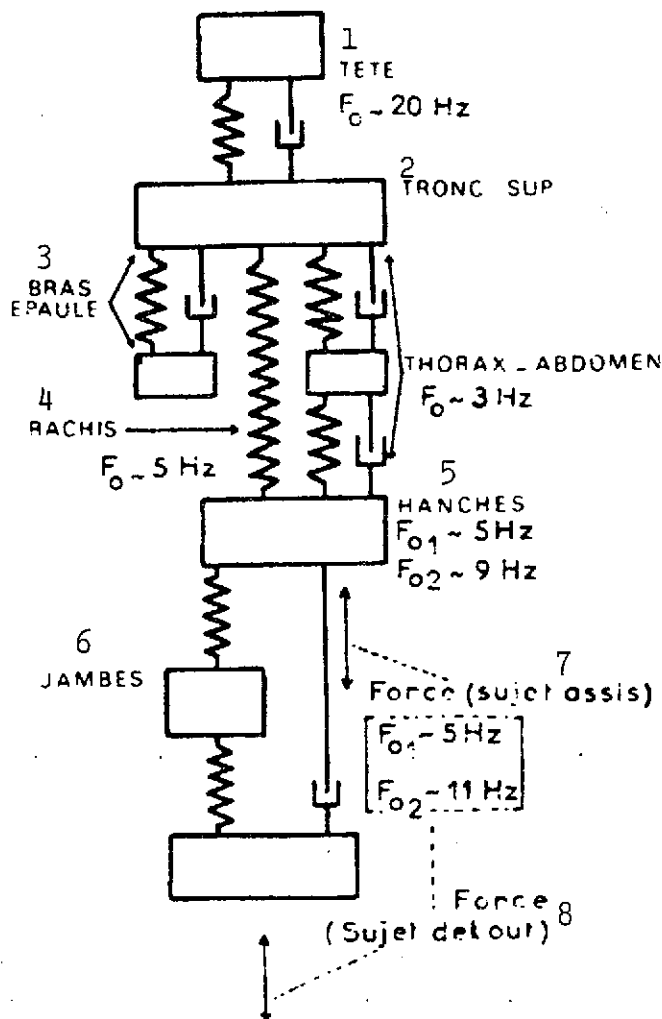 1
TETE
F₀ ~ 20 Hz
2
TRONC SUP
3
BRAS
EPAULE
THORAX _ ABDOMEN
F₀ ~ 3 Hz
4
RACHIS
F₀ ~ 5 Hz
5
HANCHES
F₀₁ ~ 5Hz
F₀₂ ~ 9 Hz
6
JAMBES
7
Force (sujet assis)
F₀₁ ~ 5Hz
F₀₂ ~ 11 Hz
Force 8
(Sujet debout)